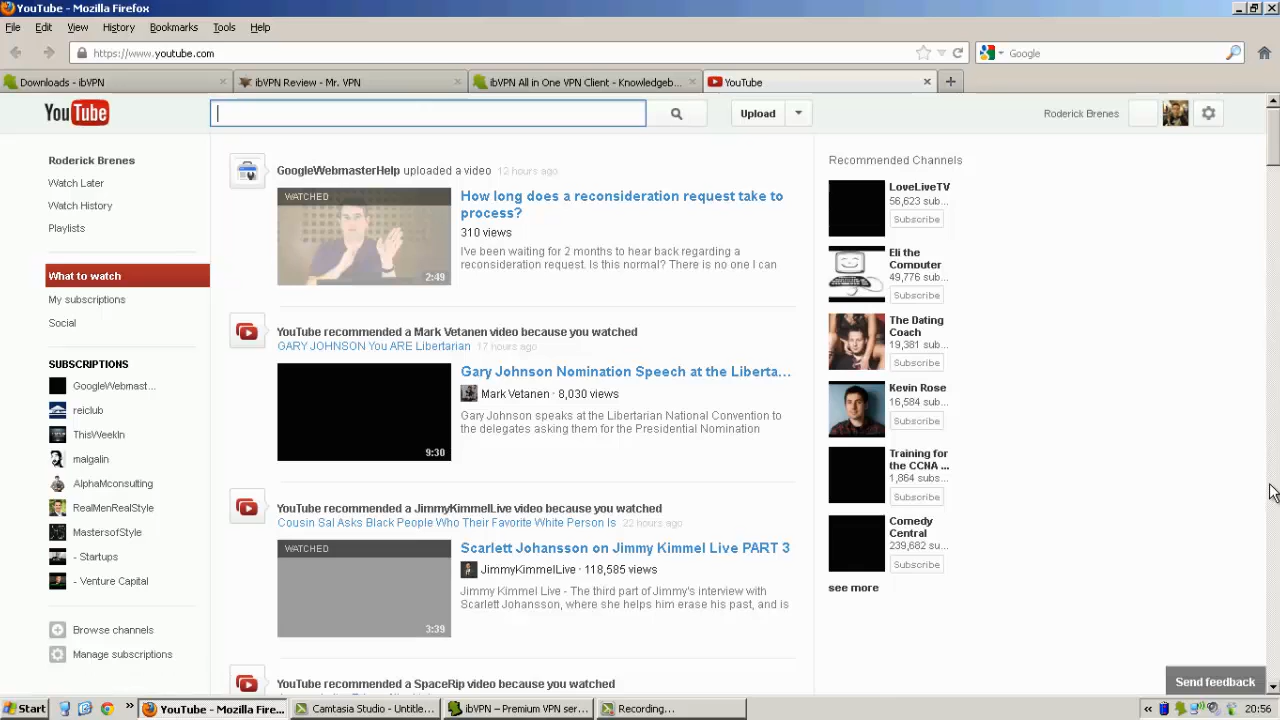 YouTube - Mozilla Firefox
File Edit View History Bookmarks Tools Help
https://www.youtube.com
Google
Downloads - ibVPN
ibVPN Review - Mr. VPN
ibVPN All in One VPN Client - Knowledgeb...
YouTube
YouTube
Upload
Roderick Brenes
Roderick Brenes
Watch Later
Watch History
Playlists
What to watch
My subscriptions
Social
SUBSCRIPTIONS
GoogleWebmast...
reiclub
ThisWeekIn
malgalin
AlphaMconsulting
RealMenRealStyle
MastersofStyle
- Startups
- Venture Capital
Browse channels
Manage subscriptions
GoogleWebmasterHelp uploaded a video 12 hours ago
WATCHED
2:49
How long does a reconsideration request take to
process?
310 views
I've been waiting for 2 months to hear back regarding a
reconsideration request. Is this normal? There is no one I can
YouTube recommended a Mark Vetanen video because you watched
GARY JOHNSON You ARE Libertarian 17 hours ago
9:30
Gary Johnson Nomination Speech at the Liberta...
Mark Vetanen · 8,030 views
Gary Johnson speaks at the Libertarian National Convention to
the delegates asking them for the Presidential Nomination
YouTube recommended a JimmyKimmelLive video because you watched
Cousin Sal Asks Black People Who Their Favorite White Person Is 22 hours ago
WATCHED
3:39
Scarlett Johansson on Jimmy Kimmel Live PART 3
JimmyKimmelLive · 118,585 views
Jimmy Kimmel Live - The third part of Jimmy's interview with
Scarlett Johansson, where she helps him erase his past, and is
YouTube recommended a SpaceRip video because you watched
Recommended Channels
LoveLiveTV
56,623 sub...
Subscribe
Eli the
Computer
49,776 sub...
Subscribe
The Dating
Coach
19,381 sub...
Subscribe
Kevin Rose
16,584 sub...
Subscribe
Training for
the CCNA ...
1,864 subs...
Subscribe
Comedy
Central
239,682 su...
Subscribe
see more
Send feedback
Start
YouTube - Mozilla Fire...
Camtasia Studio - Untitle...
ibVPN – Premium VPN ser...
Recording...
20:56